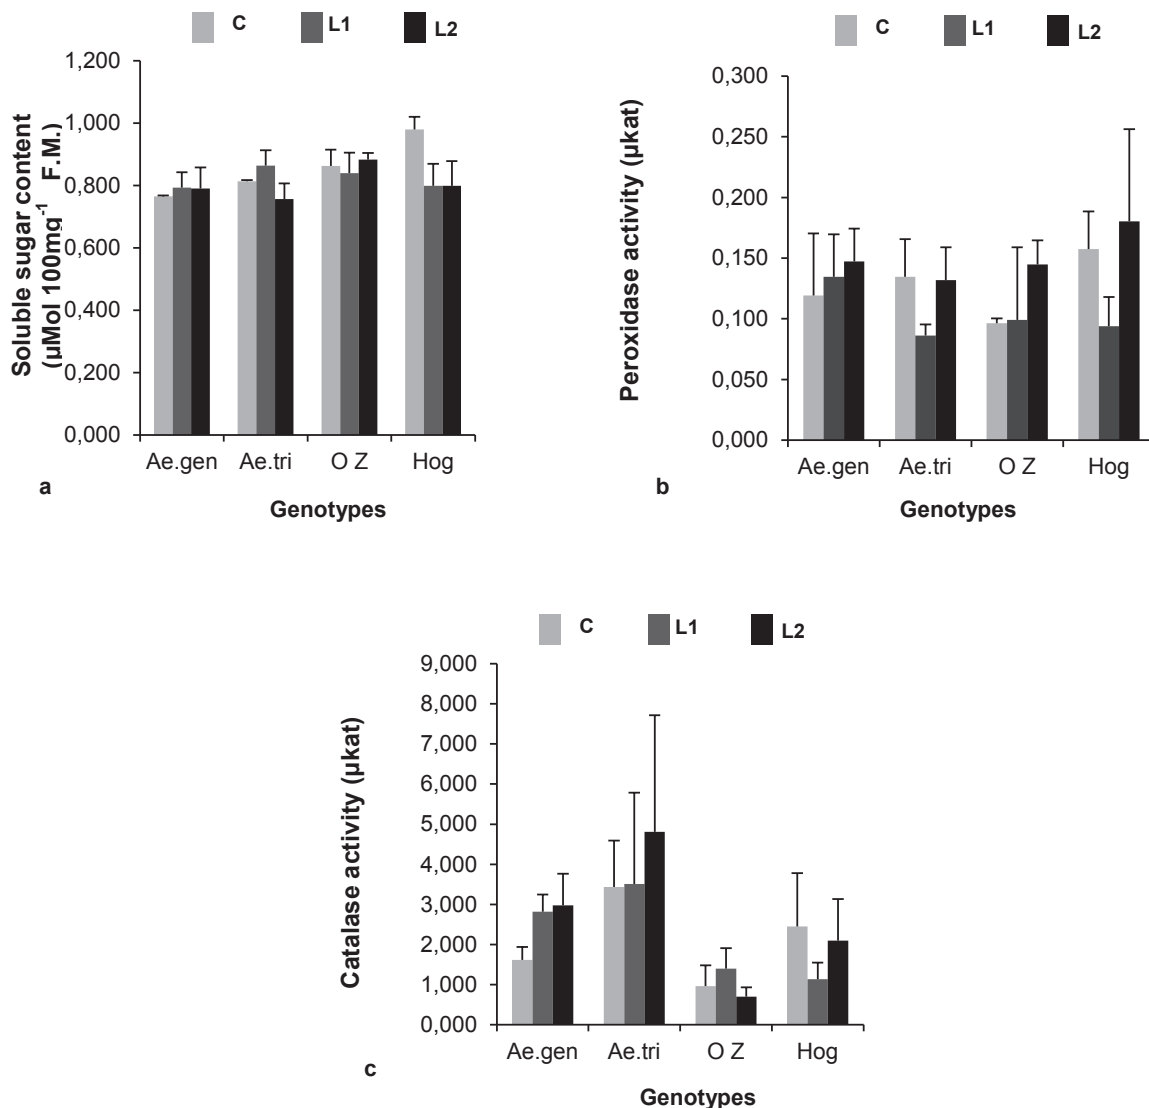 C L1 L2
1,200
1,000
0,800
0,600
0,400
0,200
0,000
Soluble sugar content
(µMol 100mg-1 F.M.)
Ae.gen Ae.tri O Z Hog
a
Genotypes
C L1 L2
0,300
0,250
0,200
0,150
0,100
0,050
0,000
Peroxidase activity (µkat)
Ae.gen Ae.tri O Z Hog
b
Genotypes
C L1 L2
9,000
8,000
7,000
6,000
5,000
4,000
3,000
2,000
1,000
0,000
Catalase activity (µkat)
Ae.gen Ae.tri O Z Hog
c
Genotypes